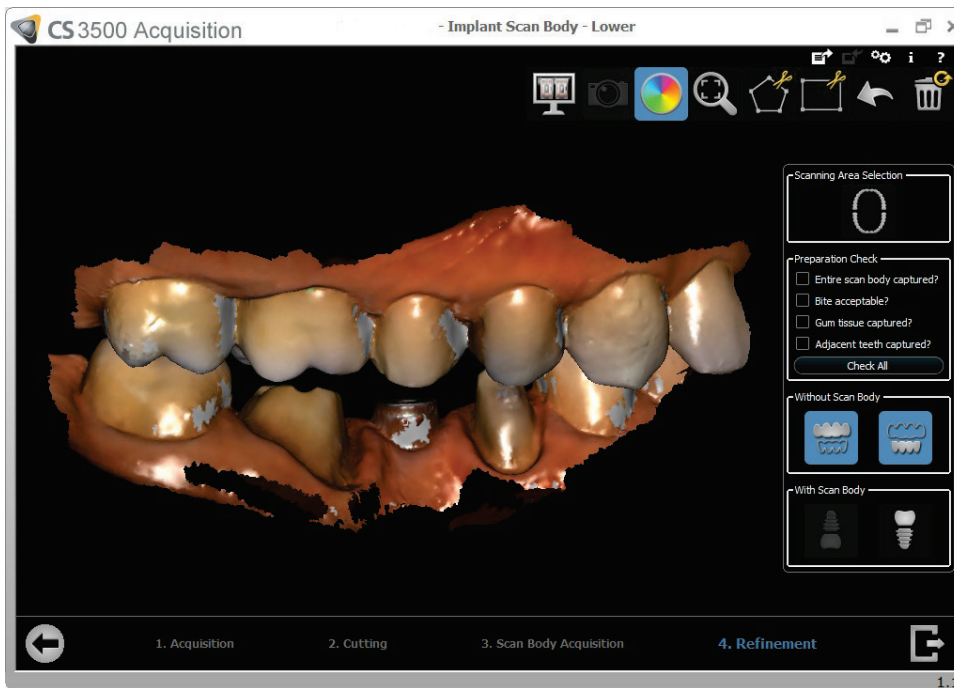 CS 3500 Acquisition
- Implant Scan Body - Lower
i ?
Scanning Area Selection
Preparation Check
Entire scan body captured?
Bite acceptable?
Gum tissue captured?
Adjacent teeth captured?
Check All
Without Scan Body
With Scan Body
1. Acquisition
2. Cutting
3. Scan Body Acquisition
4. Refinement